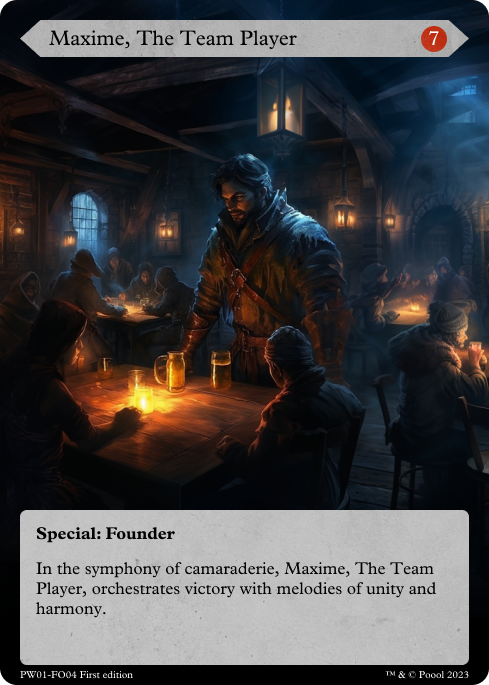 Maxime, The Team Player
7
Special: Founder
In the symphony of camaraderie, Maxime, The Team
Player, orchestrates victory with melodies of unity and
harmony.
PW01-FO04 First edition
™ & © Poool 2023